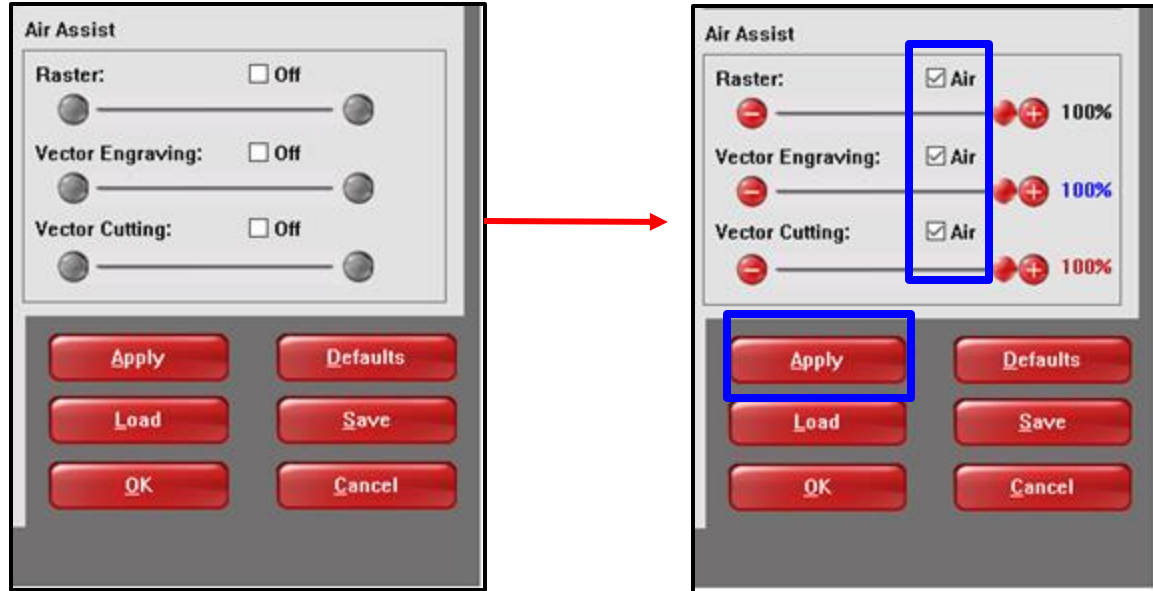 Air Assist
Raster: Off
Vector Engraving: Off
Vector Cutting: Off
Apply Defaults
Load Save
OK Cancel
Air Assist
Raster: Air
100%
Vector Engraving: Air
100%
Vector Cutting: Air
100%
Apply Defaults
Load Save
OK Cancel